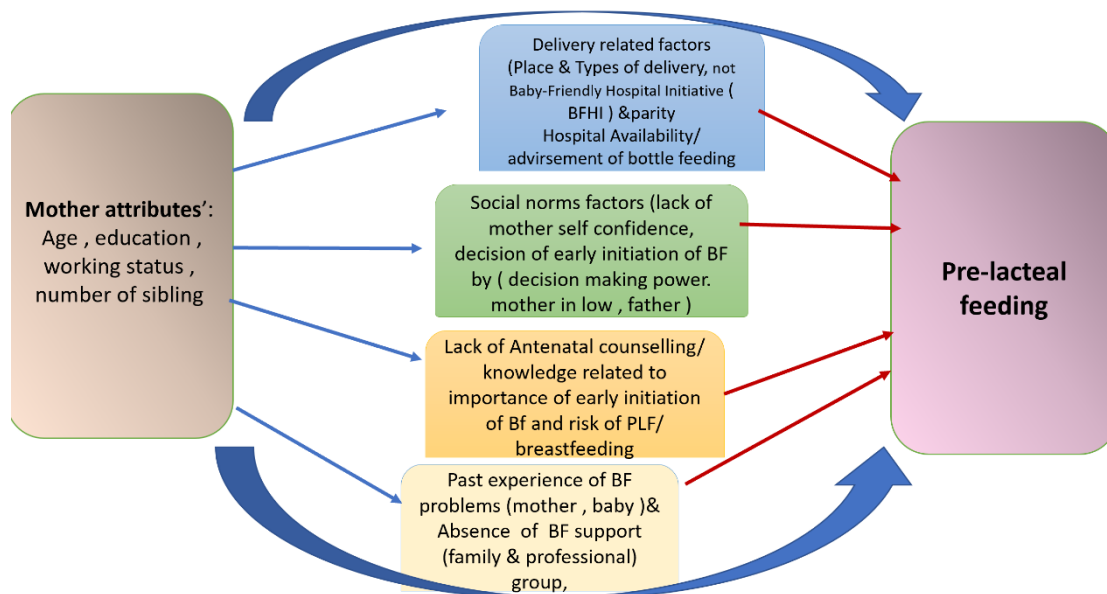 Mother attributes’:
Age , education ,
working status ,
number of sibling
Delivery related factors
(Place & Types of delivery, not
Baby-Friendly Hospital Initiative (
BFHI ) &parity
Hospital Availability/
advirsement of bottle feeding
Social norms factors (lack of
mother self confidence,
decision of early initiation of BF
by ( decision making power.
mother in low , father )
Lack of Antenatal counselling/
knowledge related to
importance of early initiation
of Bf and risk of PLF/
breastfeeding
Past experience of BF
problems (mother , baby )&
Absence of BF support
(family & professional)
group,
Pre-lacteal
feeding